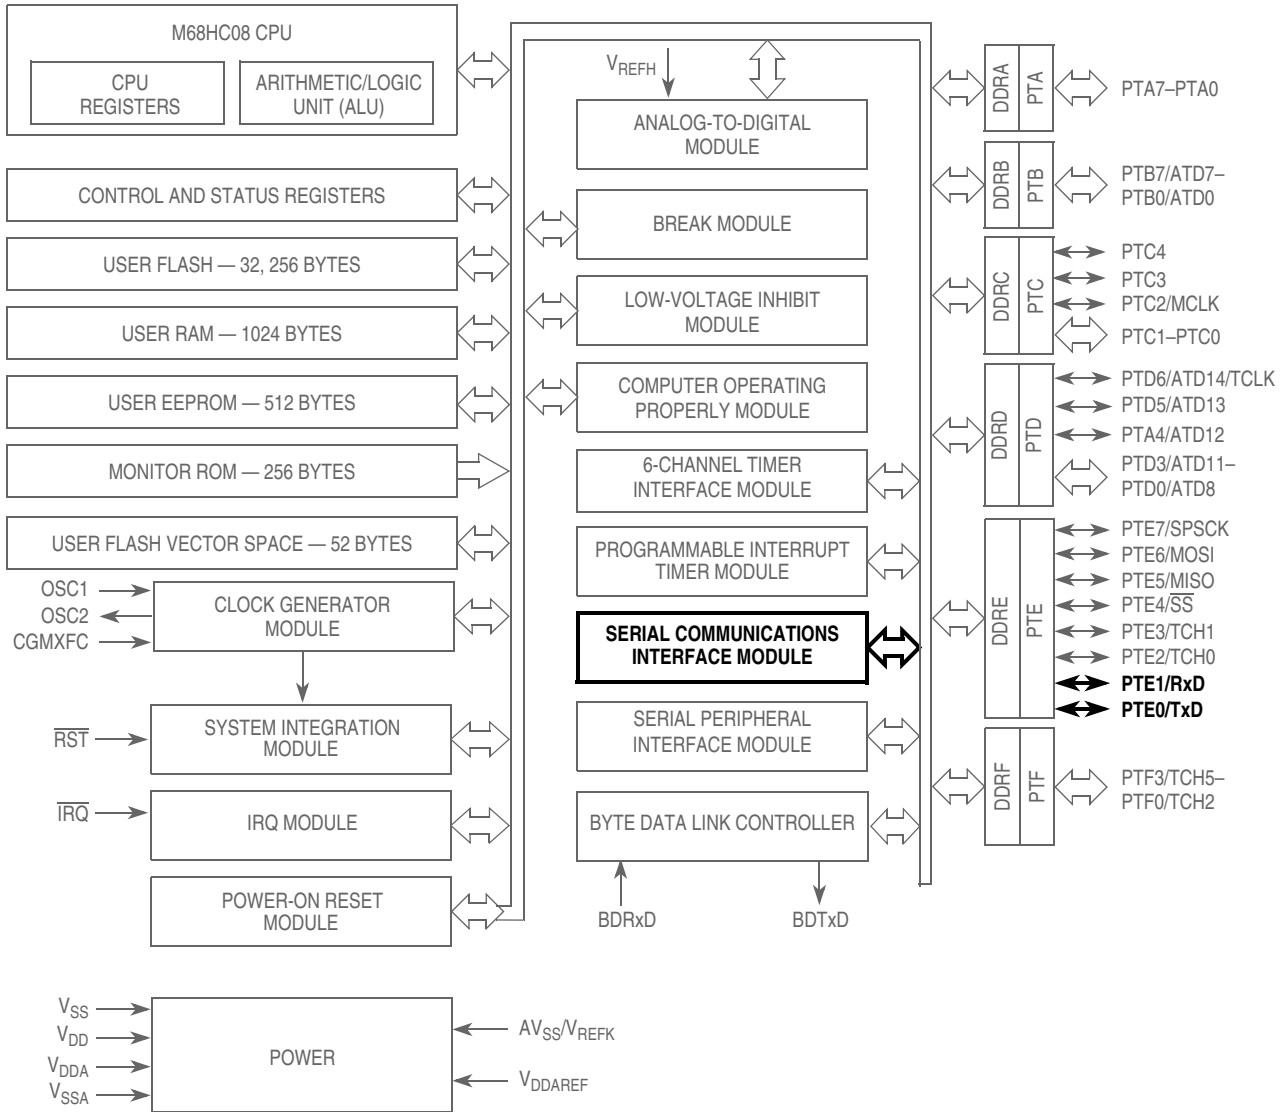 M68HC08 CPU
CPU
REGISTERS
ARITHMETIC/LOGIC
UNIT (ALU)
CONTROL AND STATUS REGISTERS
USER FLASH — 32, 256 BYTES
USER RAM — 1024 BYTES
USER EEPROM — 512 BYTES
MONITOR ROM — 256 BYTES
USER FLASH VECTOR SPACE — 52 BYTES
OSC1
OSC2
CGMXFC
CLOCK GENERATOR
MODULE
RST
SYSTEM INTEGRATION
MODULE
IRQ
IRQ MODULE
POWER-ON RESET
MODULE
VSS
VDD
VDDA
VSSA
POWER
AVSS/VREFK
VDDAREF
VREFH
ANALOG-TO-DIGITAL
MODULE
BREAK MODULE
LOW-VOLTAGE INHIBIT
MODULE
COMPUTER OPERATING
PROPERLY MODULE
6-CHANNEL TIMER
INTERFACE MODULE
PROGRAMMABLE INTERRUPT
TIMER MODULE
SERIAL COMMUNICATIONS
INTERFACE MODULE
SERIAL PERIPHERAL
INTERFACE MODULE
BYTE DATA LINK CONTROLLER
BDRxD
BDTxD
DDRA
PTA
PTA7–PTA0
DDRB
PTB
PTB7/ATD7–
PTB0/ATD0
DDRC
PTC
PTC4
PTC3
PTC2/MCLK
PTC1–PTC0
DDRD
PTD
PTD6/ATD14/TCLK
PTD5/ATD13
PTA4/ATD12
PTD3/ATD11–
PTD0/ATD8
DDRE
PTE
PTE7/SPSCK
PTE6/MOSI
PTE5/MISO
PTE4/SS
PTE3/TCH1
PTE2/TCH0
PTE1/RxD
PTE0/TxD
DDRF
PTF
PTF3/TCH5–
PTF0/TCH2